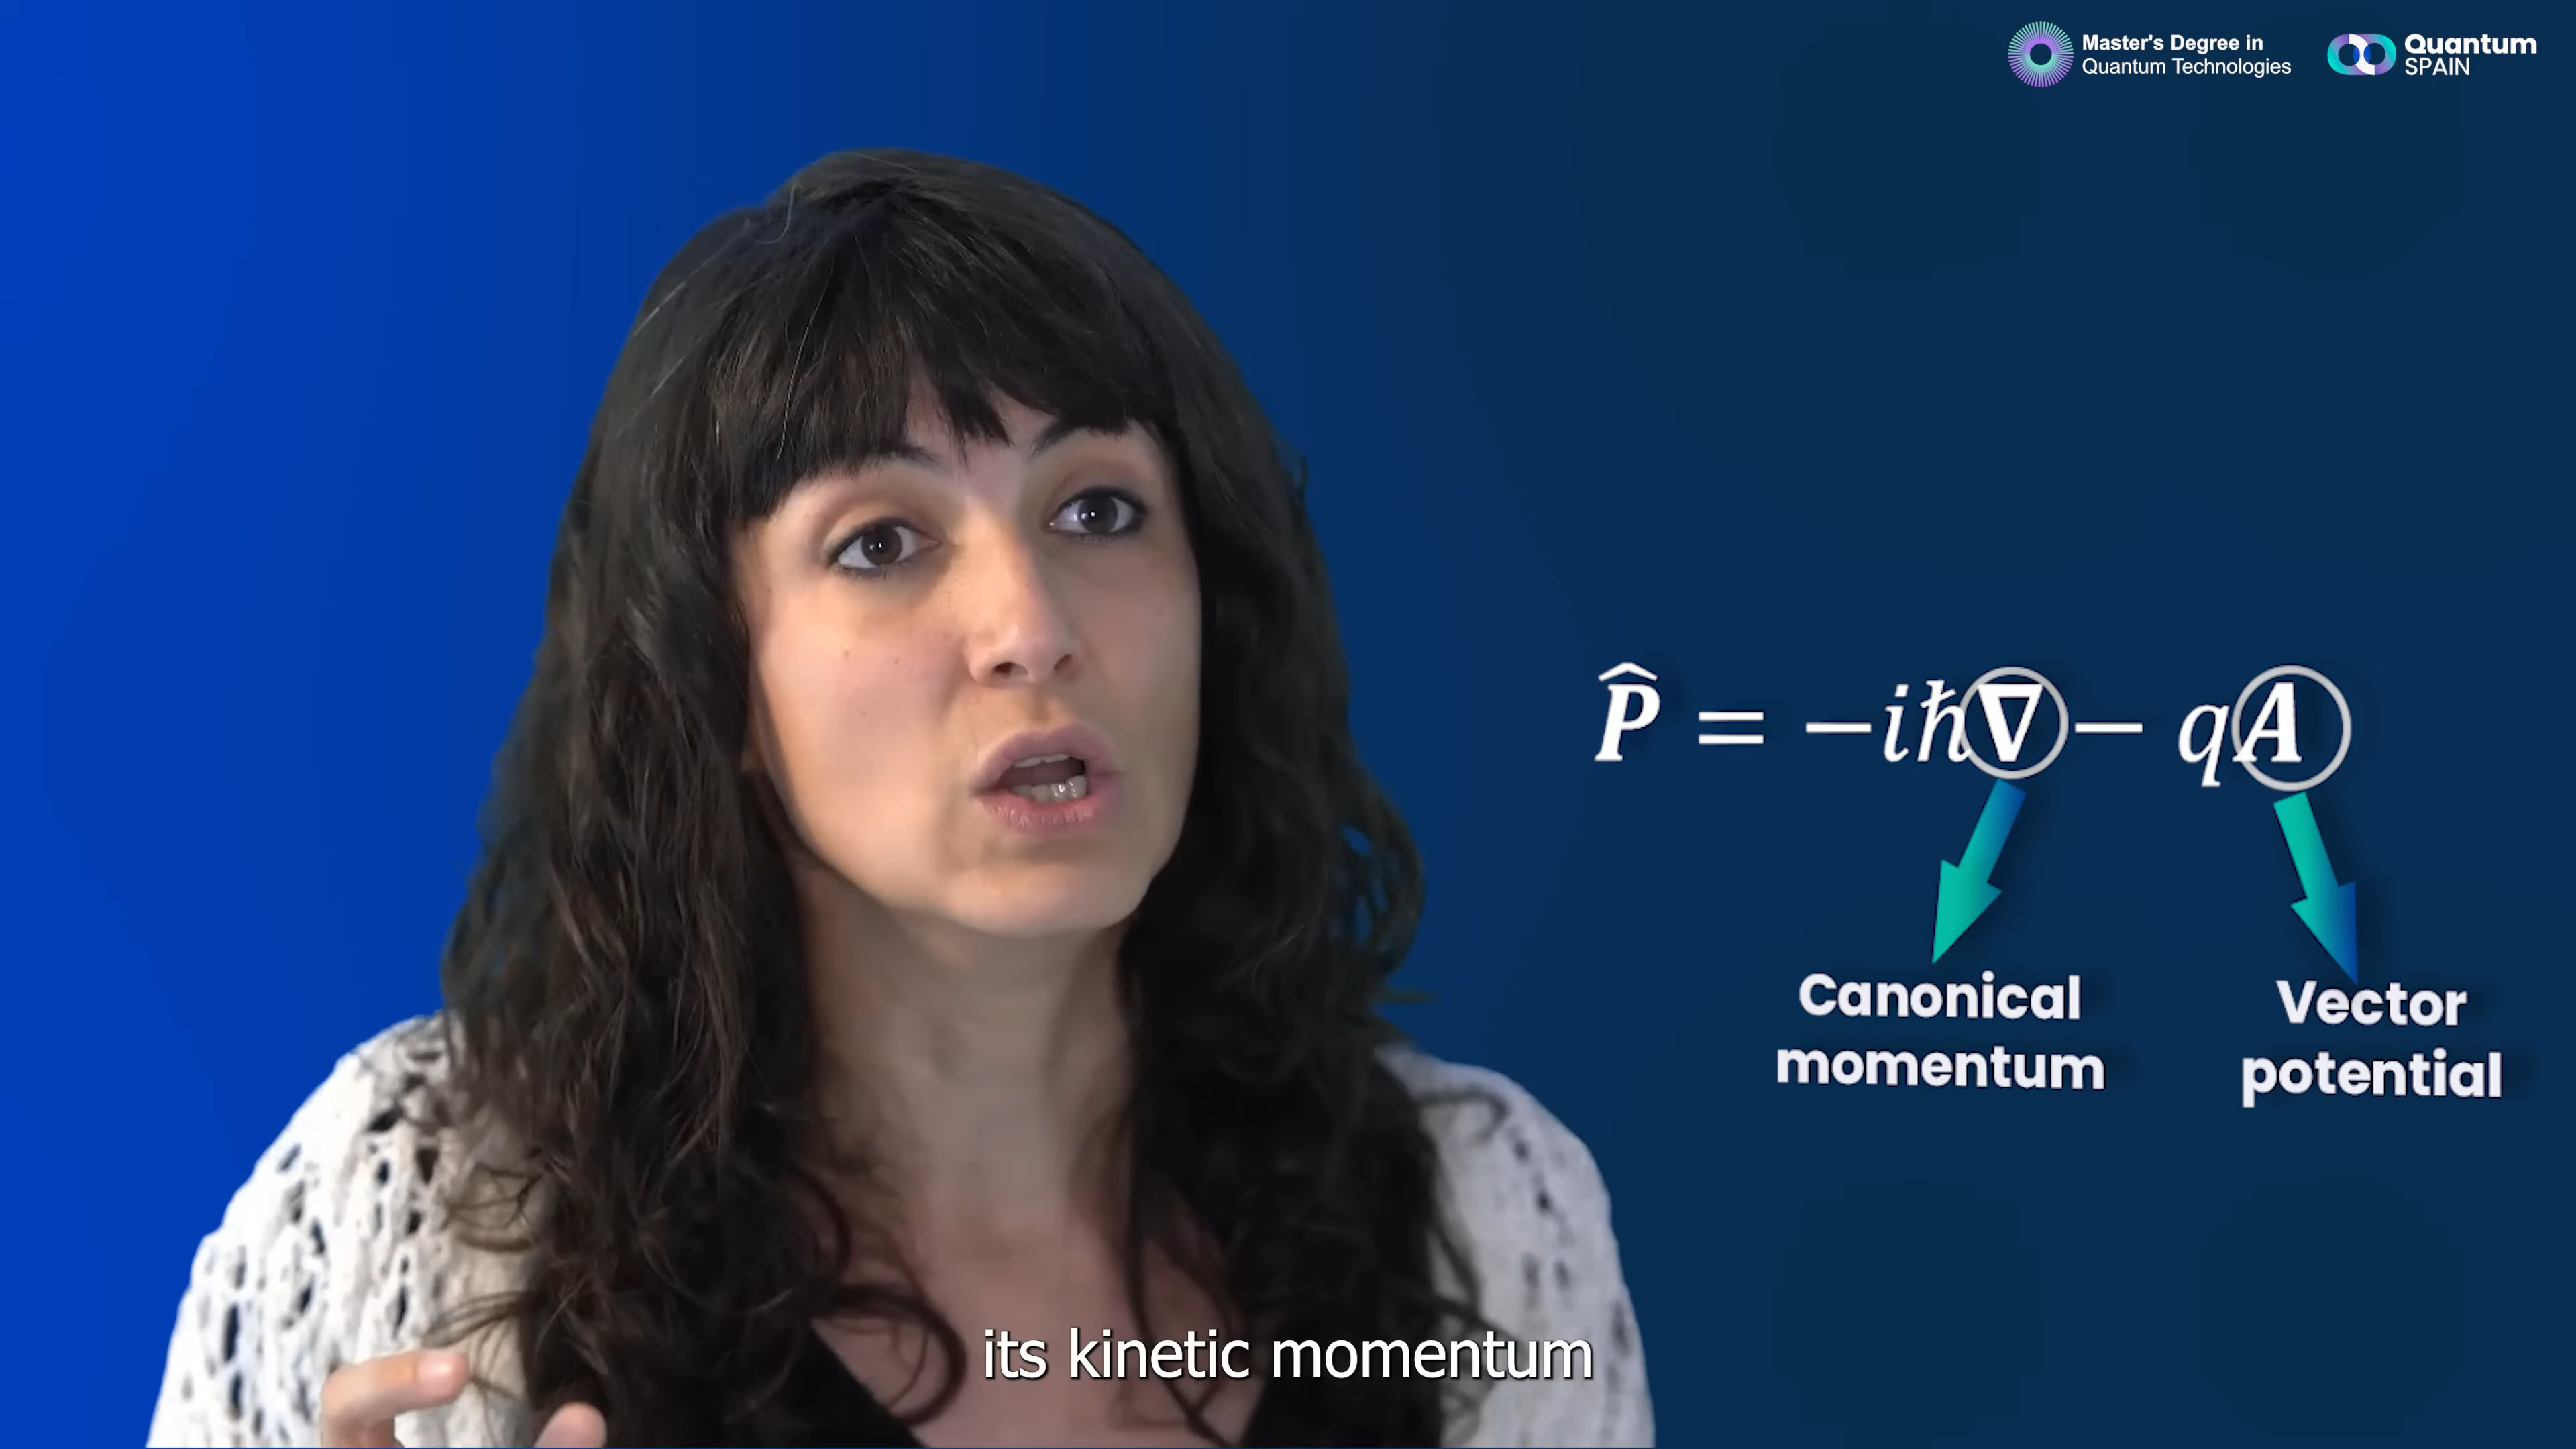 Master's Degree in
Quantum Technologies
Quantum
SPAIN
P̂ = −iħ∇ − qA
Canonical
momentum
Vector
potential
its kinetic momentum